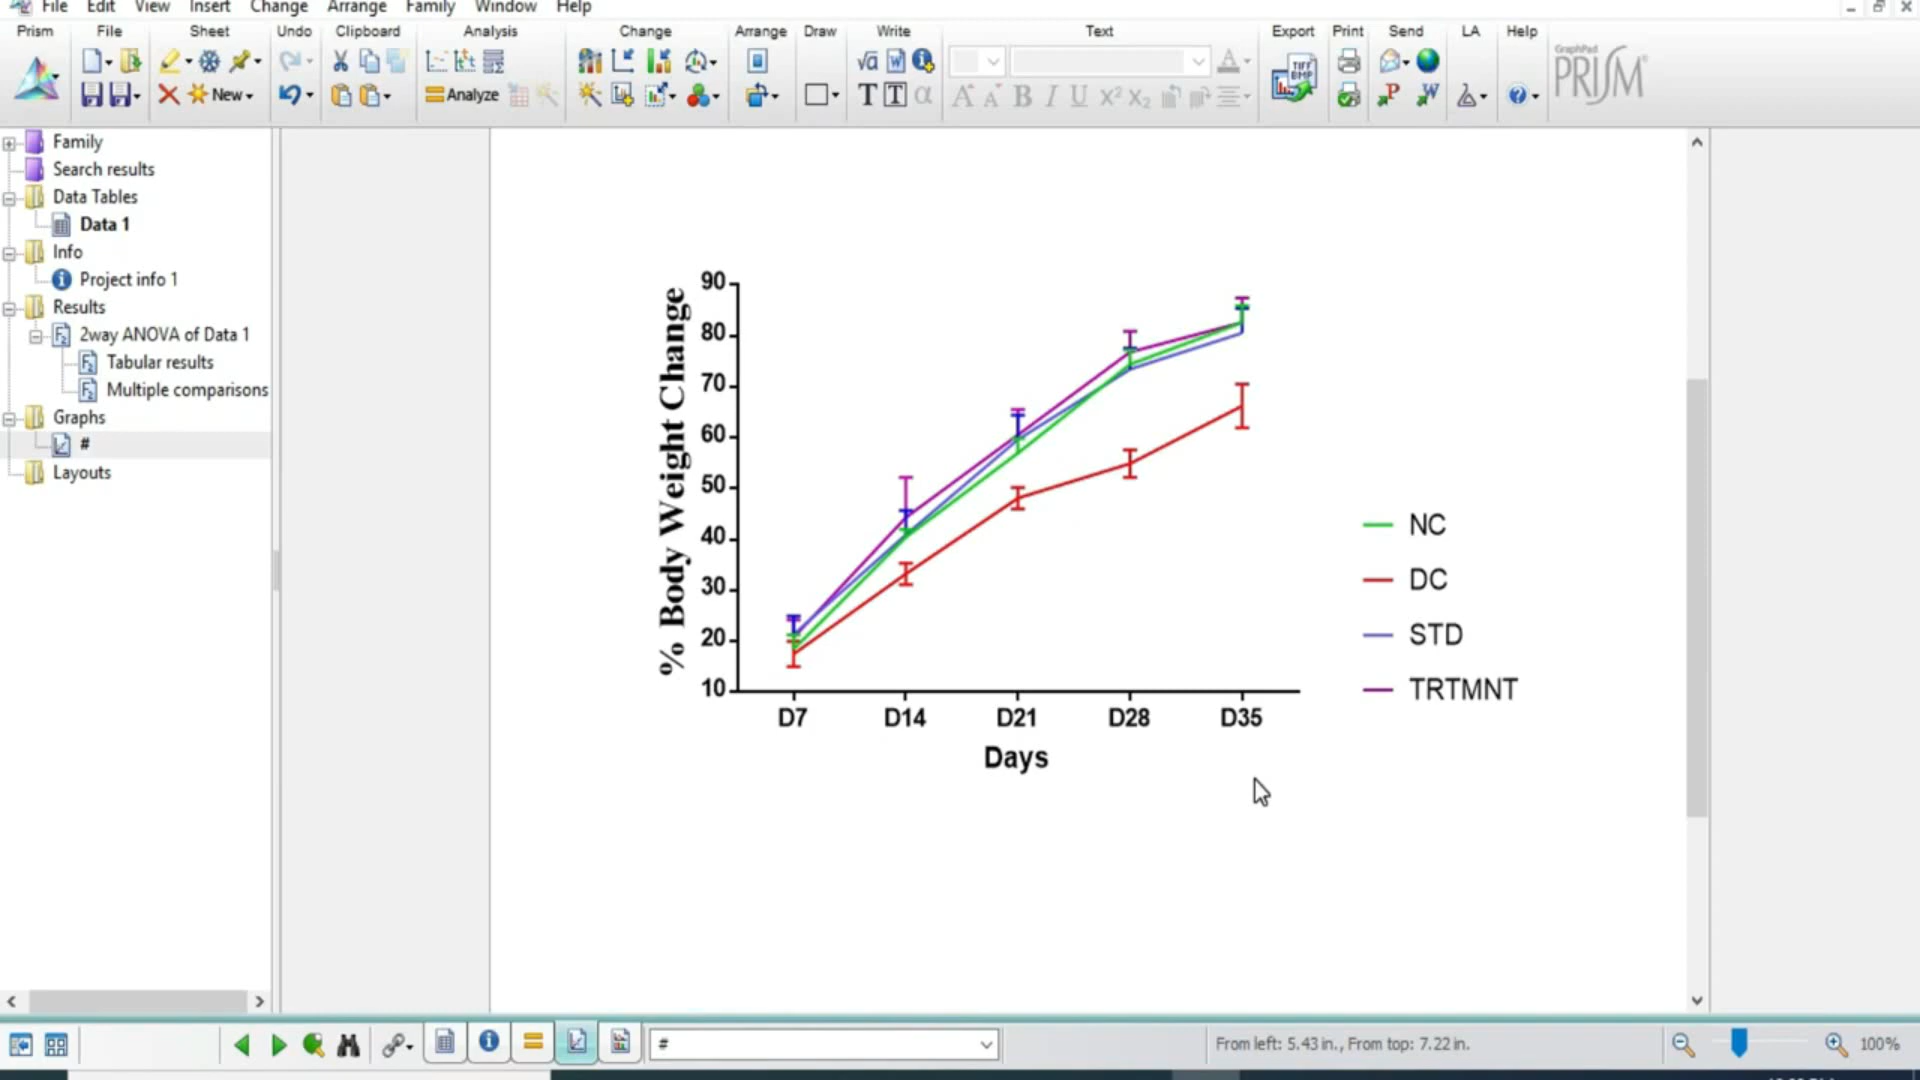 File Edit View Insert Change Arrange Family Window Help
Prism File Sheet Undo Clipboard Analysis Change Arrange Draw Write Text Export Print Send LA Help
GraphPad
PRISM
New
Analyze
TIFF
BMP
Family
Search results
Data Tables
Data 1
Info
Project info 1
Results
2way ANOVA of Data 1
Tabular results
Multiple comparisons
Graphs
#
Layouts
% Body Weight Change
90
80
70
60
50
40
30
20
10
D7 D14 D21 D28 D35
Days
NC
DC
STD
TRTMNT
#
From left: 5.43 in., From top: 7.22 in.
100%